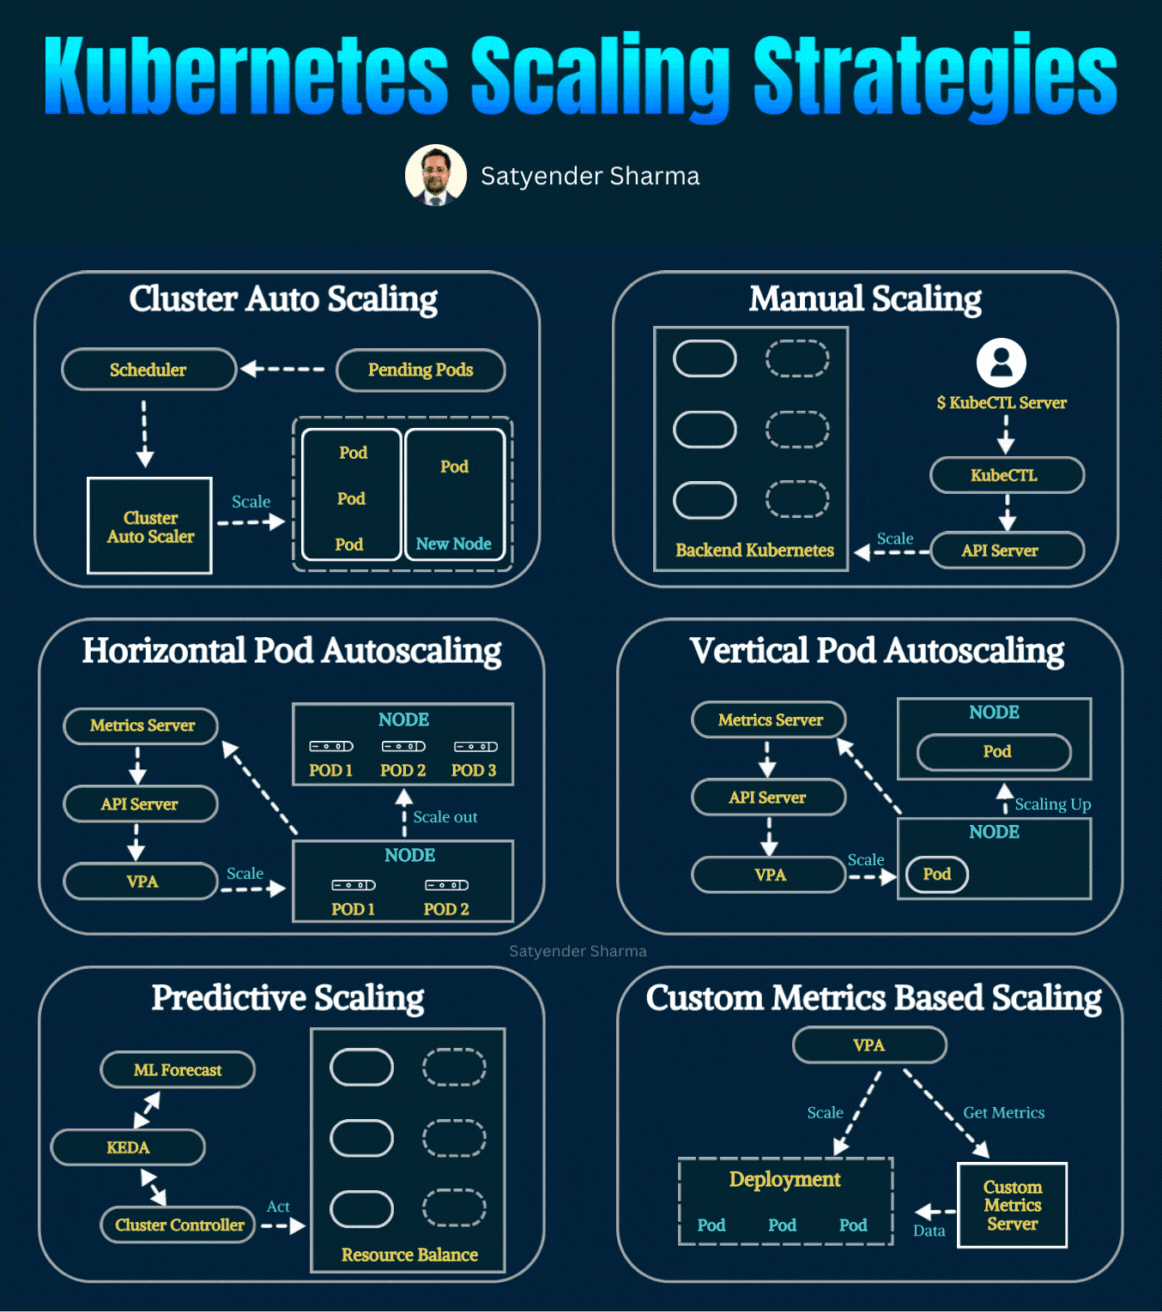 Kubernetes Scaling Strategies
Satyender Sharma
Cluster Auto Scaling
Scheduler
Pending Pods
Cluster
Auto Scaler
Scale
Pod
Pod
Pod
Pod
New Node
Manual Scaling
Backend Kubernetes
$ KubeCTL Server
KubeCTL
API Server
Scale
Horizontal Pod Autoscaling
Metrics Server
API Server
VPA
Scale
NODE
POD 1 POD 2 POD 3
Scale out
NODE
POD 1 POD 2
Vertical Pod Autoscaling
Metrics Server
API Server
VPA
Scale
NODE
Pod
Scaling Up
NODE
Pod
Satyender Sharma
Predictive Scaling
ML Forecast
KEDA
Cluster Controller
Act
Resource Balance
Custom Metrics Based Scaling
VPA
Scale
Get Metrics
Deployment
Pod Pod Pod
Custom
Metrics
Server
Data